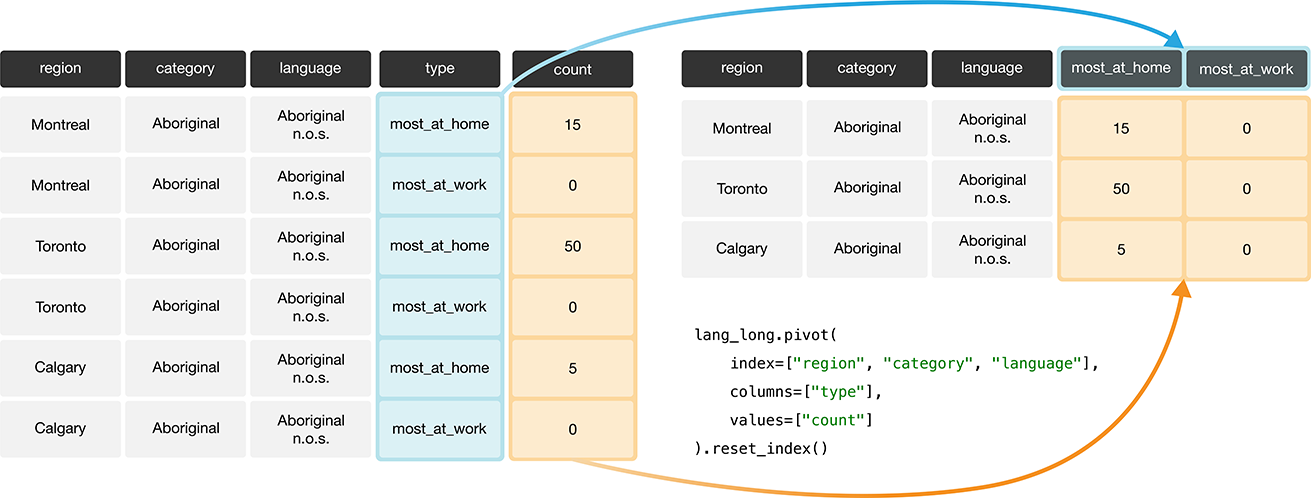 region category language type count
Montreal Aboriginal Aboriginal n.o.s. most_at_home 15
Montreal Aboriginal Aboriginal n.o.s. most_at_work 0
Toronto Aboriginal Aboriginal n.o.s. most_at_home 50
Toronto Aboriginal Aboriginal n.o.s. most_at_work 0
Calgary Aboriginal Aboriginal n.o.s. most_at_home 5
Calgary Aboriginal Aboriginal n.o.s. most_at_work 0
region category language most_at_home most_at_work
Montreal Aboriginal Aboriginal n.o.s. 15 0
Toronto Aboriginal Aboriginal n.o.s. 50 0
Calgary Aboriginal Aboriginal n.o.s. 5 0
lang_long.pivot(
    index=["region", "category", "language"],
    columns=["type"],
    values=["count"]
).reset_index()